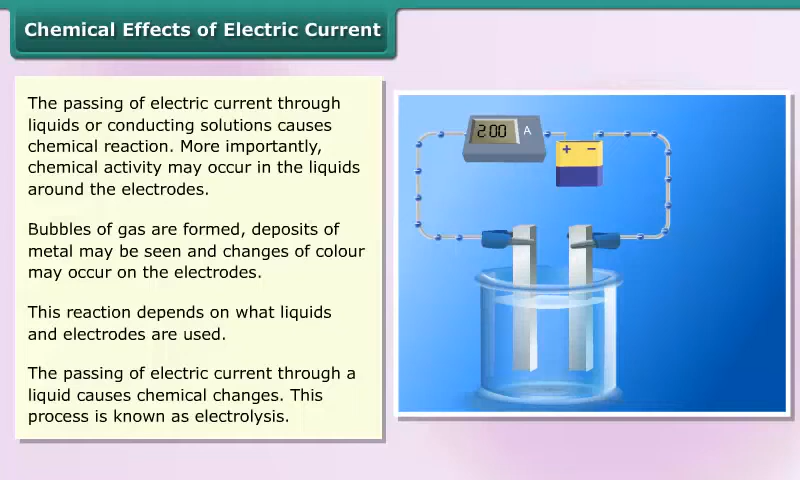 Chemical Effects of Electric Current
The passing of electric current through
liquids or conducting solutions causes
chemical reaction. More importantly,
chemical activity may occur in the liquids
around the electrodes.
Bubbles of gas are formed, deposits of
metal may be seen and changes of colour
may occur on the electrodes.
This reaction depends on what liquids
and electrodes are used.
The passing of electric current through a
liquid causes chemical changes. This
process is known as electrolysis.
2.00 A
+ −